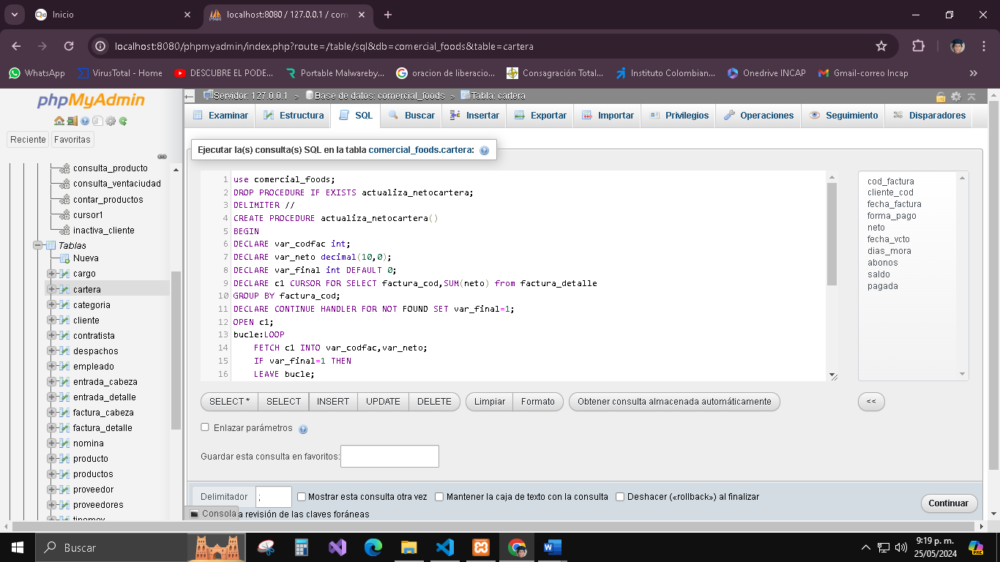 Inicio
localhost:8080 / 127.0.0.1 / com
localhost:8080/phpmyadmin/index.php?route=/table/sql&db=comercial_foods&table=cartera
WhatsApp
VirusTotal - Home
DESCUBRE EL PODE...
Portable Malwareby...
oracion de liberacio...
Consagración Total...
Instituto Colombian...
Onedrive INCAP
Gmail-correo Incap
»
phpMyAdmin
Reciente
Favoritas
consulta_producto
consulta_ventaciudad
contar_productos
cursor1
inactiva_cliente
Tablas
Nueva
cargo
cartera
categoria
cliente
contratista
despachos
empleado
entrada_cabeza
entrada_detalle
factura_cabeza
factura_detalle
nomina
producto
productos
proveedor
proveedores
Servidor: 127.0.0.1 » Base de datos: comercial_foods » Tabla: cartera
Examinar
Estructura
SQL
Buscar
Insertar
Exportar
Importar
Privilegios
Operaciones
Seguimiento
Disparadores
Ejecutar la(s) consulta(s) SQL en la tabla comercial_foods.cartera:
1 use comercial_foods;
2 DROP PROCEDURE IF EXISTS actualiza_netocartera;
3 DELIMITER //
4 CREATE PROCEDURE actualiza_netocartera()
5 BEGIN
6 DECLARE var_codfac int;
7 DECLARE var_neto decimal(10,0);
8 DECLARE var_final int DEFAULT 0;
9 DECLARE c1 CURSOR FOR SELECT factura_cod,SUM(neto) from factura_detalle
10 GROUP BY factura_cod;
11 DECLARE CONTINUE HANDLER FOR NOT FOUND SET var_final=1;
12 OPEN c1;
13 bucle:LOOP
14 FETCH c1 INTO var_codfac,var_neto;
15 IF var_final=1 THEN
16 LEAVE bucle;
cod_factura
cliente_cod
fecha_factura
forma_pago
neto
fecha_vcto
dias_mora
abonos
saldo
pagada
SELECT *
SELECT
INSERT
UPDATE
DELETE
Limpiar
Formato
Obtener consulta almacenada automáticamente
<<
Enlazar parámetros
Guardar esta consulta en favoritos:
Delimitador
;
Mostrar esta consulta otra vez
Mantener la caja de texto con la consulta
Deshacer («rollback») al finalizar
Continuar
Consola
a revisión de las claves foráneas
Buscar
9:19 p. m.
25/05/2024